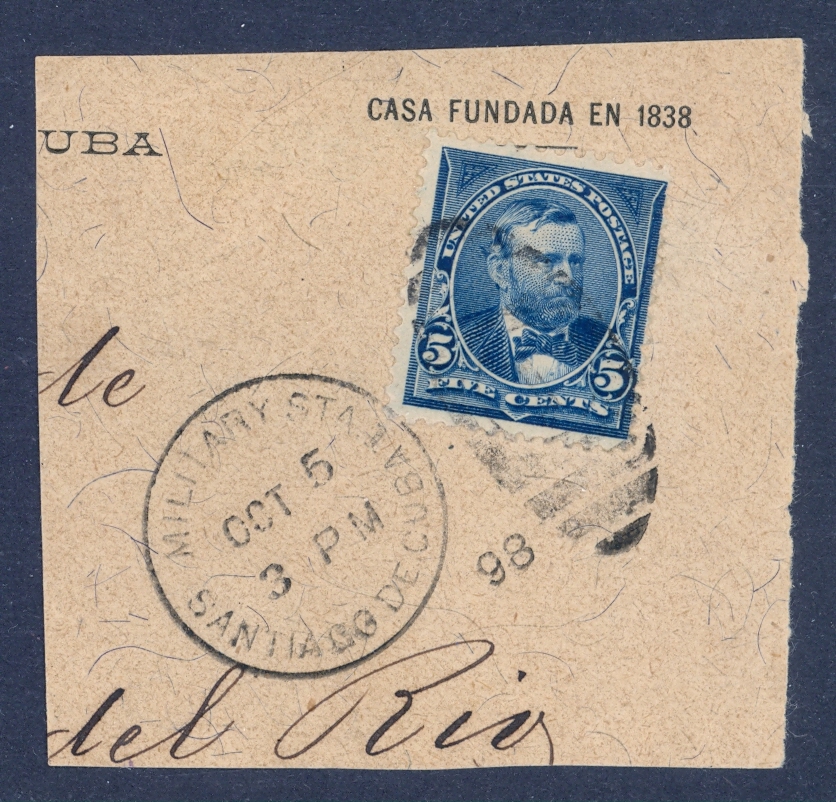 CASA FUNDADA EN 1838
UBA
UNITED STATES POSTAGE
5 5
FIVE CENTS
de
MILITARY STA
OCT 5
3 PM
98
SANTIAGO DE CUBA
del Rio